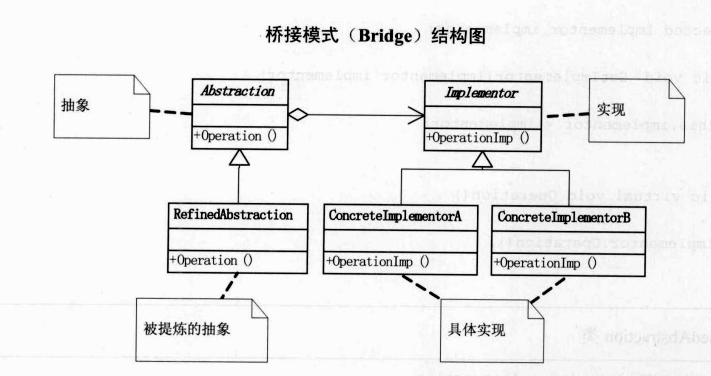 桥接模式（Bridge）结构图
抽象
Abstraction
+Operation ()
Implementor
+OperationImp ()
实现
RefinedAbstraction
+Operation ()
ConcreteImplementorA
+OperationImp ()
ConcreteImplementorB
+OperationImp ()
被提炼的抽象
具体实现